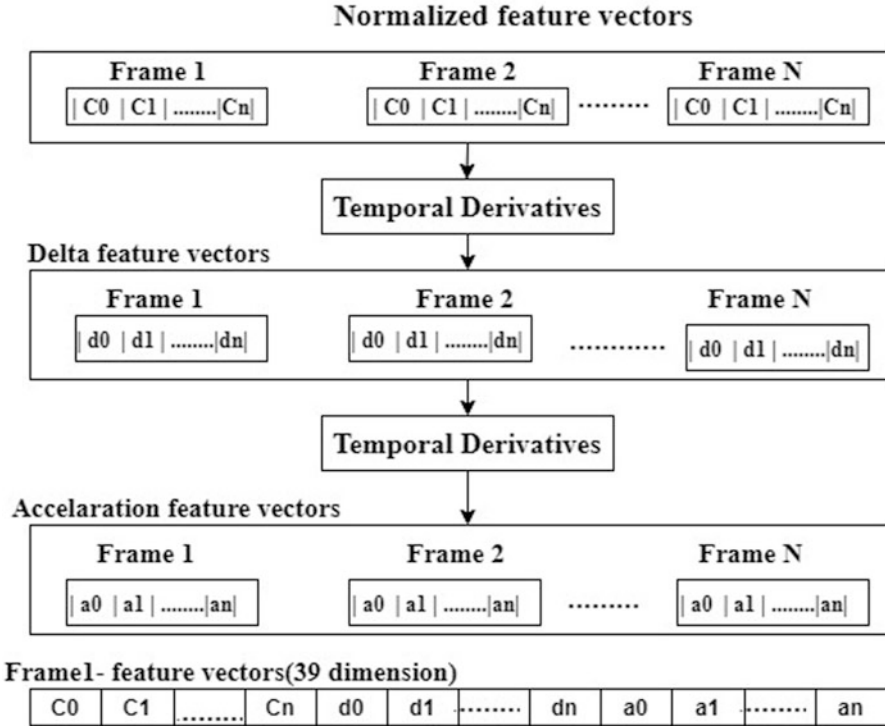 Normalized feature vectors
Frame 1 Frame 2 Frame N
| C0 | C1 | ........|Cn| | C0 | C1 | ........|Cn| ......... | C0 | C1 | ........|Cn|
Temporal Derivatives
Delta feature vectors
Frame 1 Frame 2 Frame N
| d0 | d1 | ........|dn| | d0 | d1 | ........|dn| ............ | d0 | d1 | ........|dn|
Temporal Derivatives
Accelaration feature vectors
Frame 1 Frame 2 Frame N
| a0 | a1 | ........|an| | a0 | a1 | ........|an| ......... | a0 | a1 | ........|an|
Frame1- feature vectors(39 dimension)
C0 C1 ......... Cn d0 d1 ......... dn a0 a1 ......... an